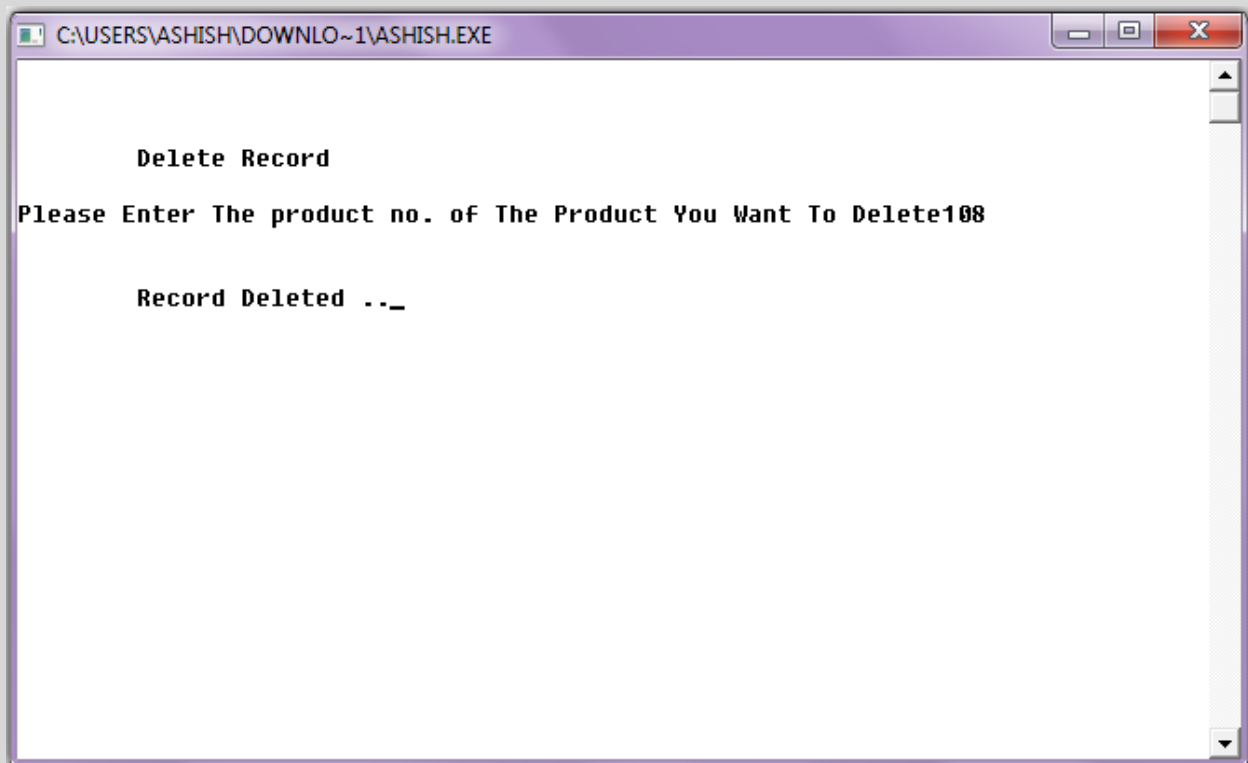 C:\USERS\ASHISH\DOWNLO~1\ASHISH.EXE
Delete Record
Please Enter The product no. of The Product You Want To Delete108
Record Deleted .._